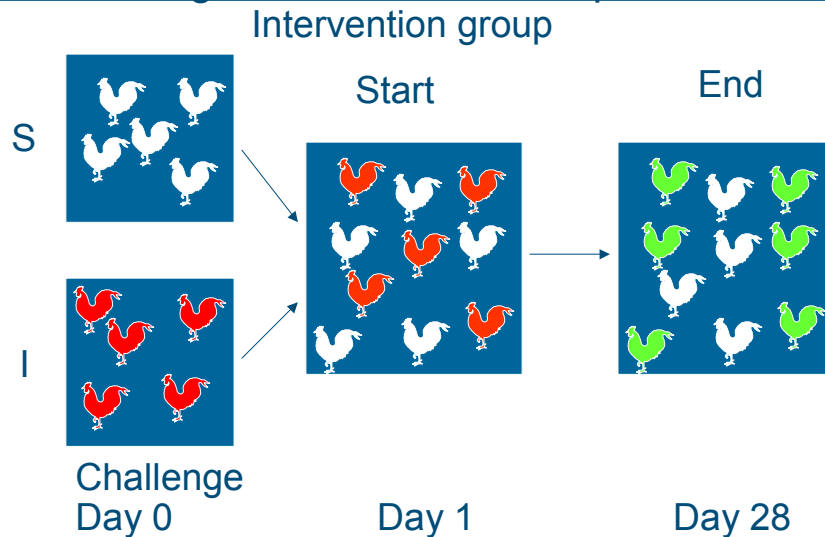 Intervention group
Start
End
S
I
Challenge
Day 0
Day 1
Day 28